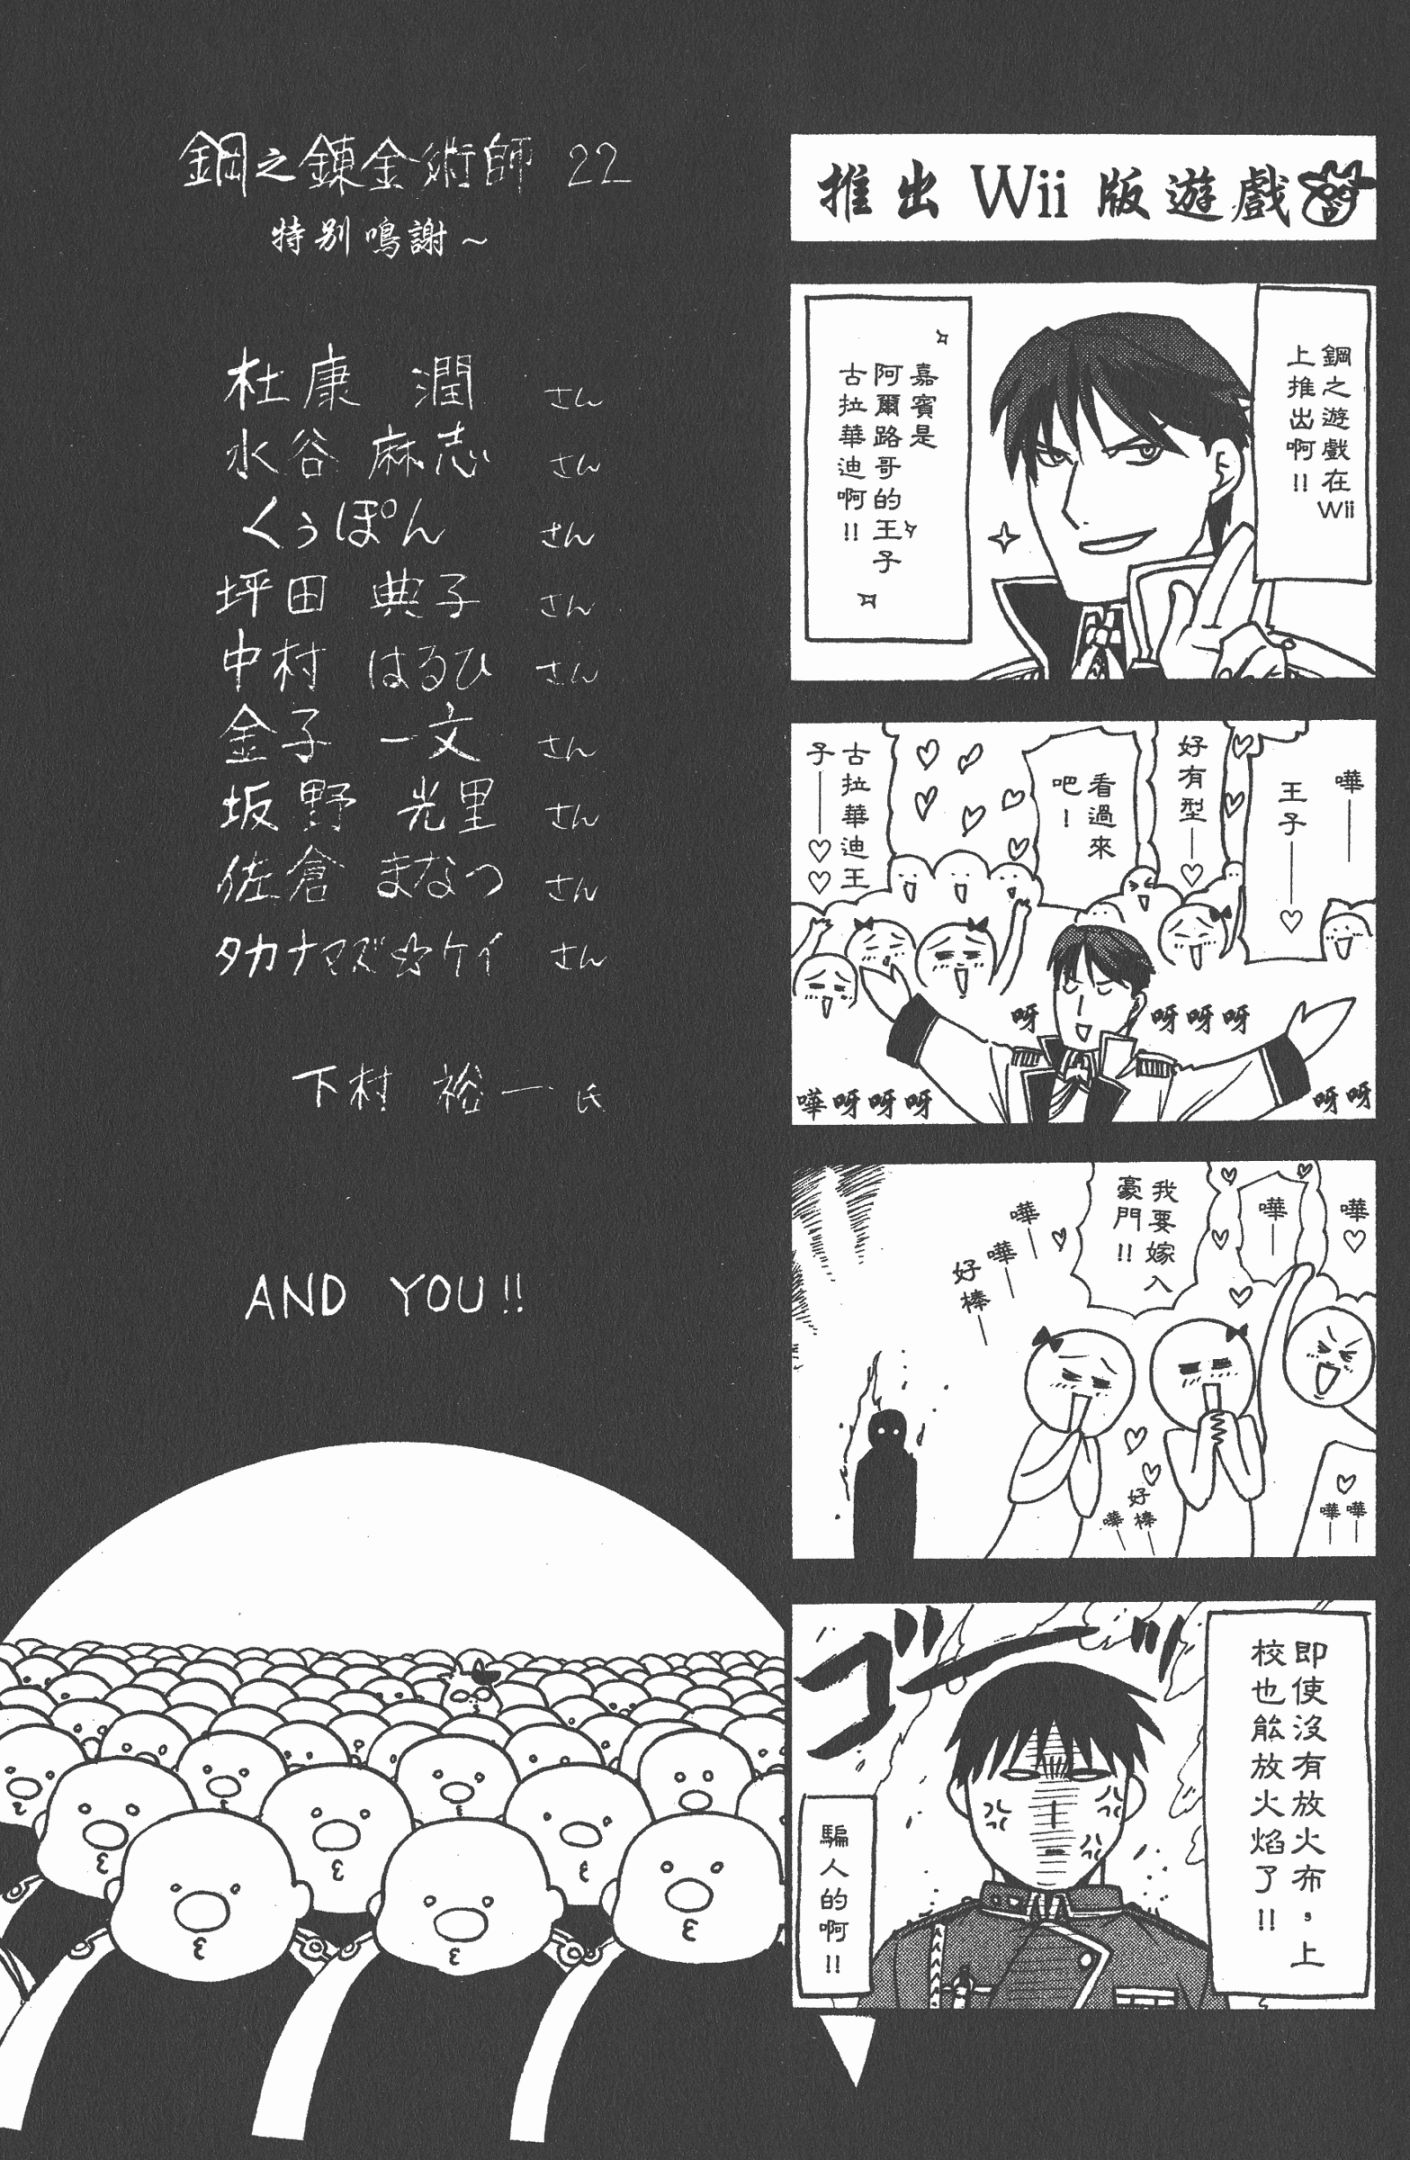 推出Wii版遊戲
鋼之遊戲在Wii
上推出啊!!
嘉賓是
阿爾路哥的王子
古拉華迪啊!!
嘩——
王子——♡
好有型—♡
看過來
吧！
古拉華迪王
子——♡♡
呀
呀呀呀
嘩呀呀呀
呀呀
嘩♡
嘩—
我要嫁入
豪門!!
嘩—
嘩—
好棒—
好棒—
嘩—
嘩—
嘩—
即使沒有放火布，上
校也能放火焰了!!
ゴ——
騙人的啊!!
鋼之鍊金術師 22
特別鳴謝～
杜康 潤 さん
水谷 麻志 さん
くぅぽん さん
坪田 典子 さん
中村 はるひ さん
金子 一文 さん
坂野 光里 さん
佐倉 まなつ さん
タカナマズ☆ケイ さん
下村 裕一 氏
AND YOU!!